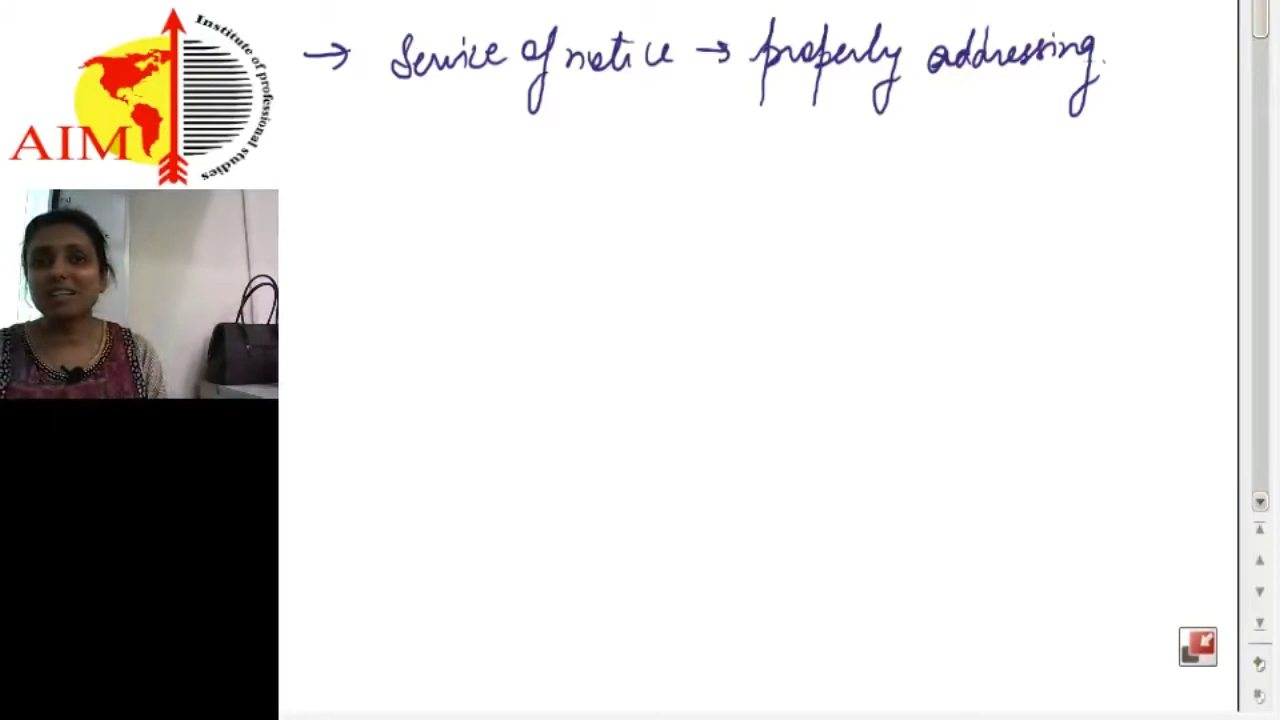 → Service of notice → properly addressing.
AIM
Institute of professional studies